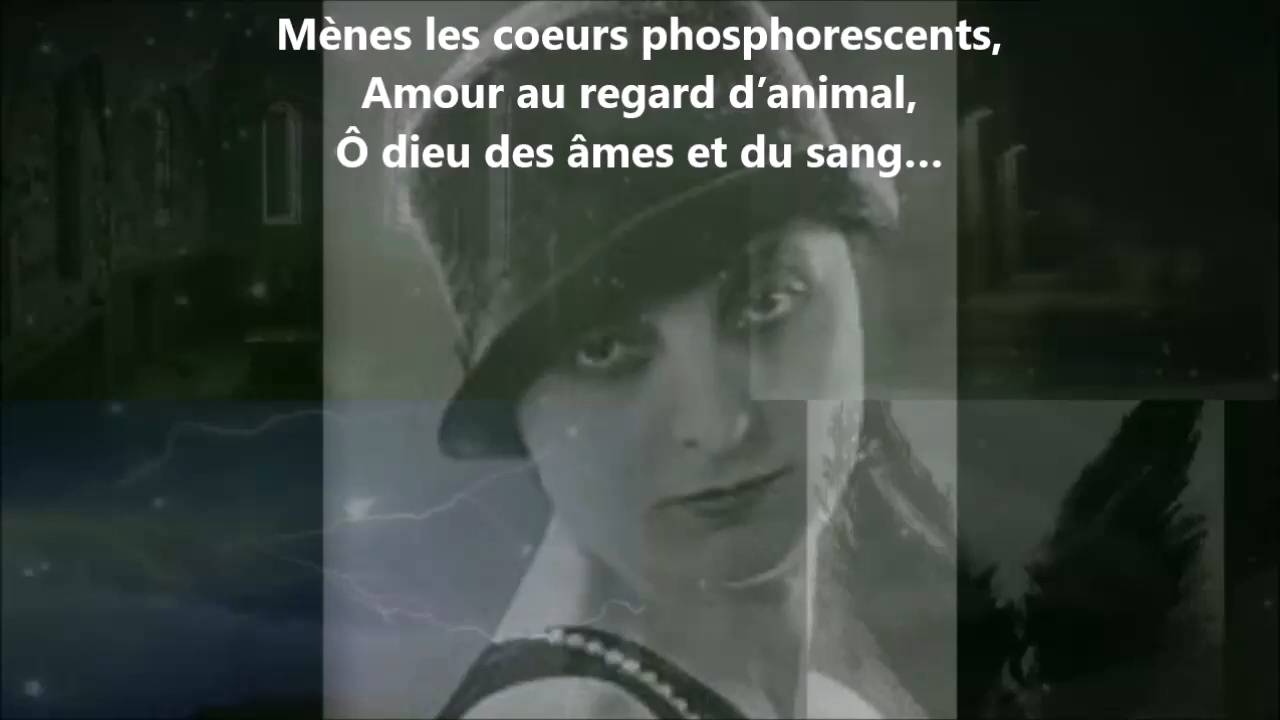 Mènes les coeurs phosphorescents,
Amour au regard d’animal,
Ô dieu des âmes et du sang…